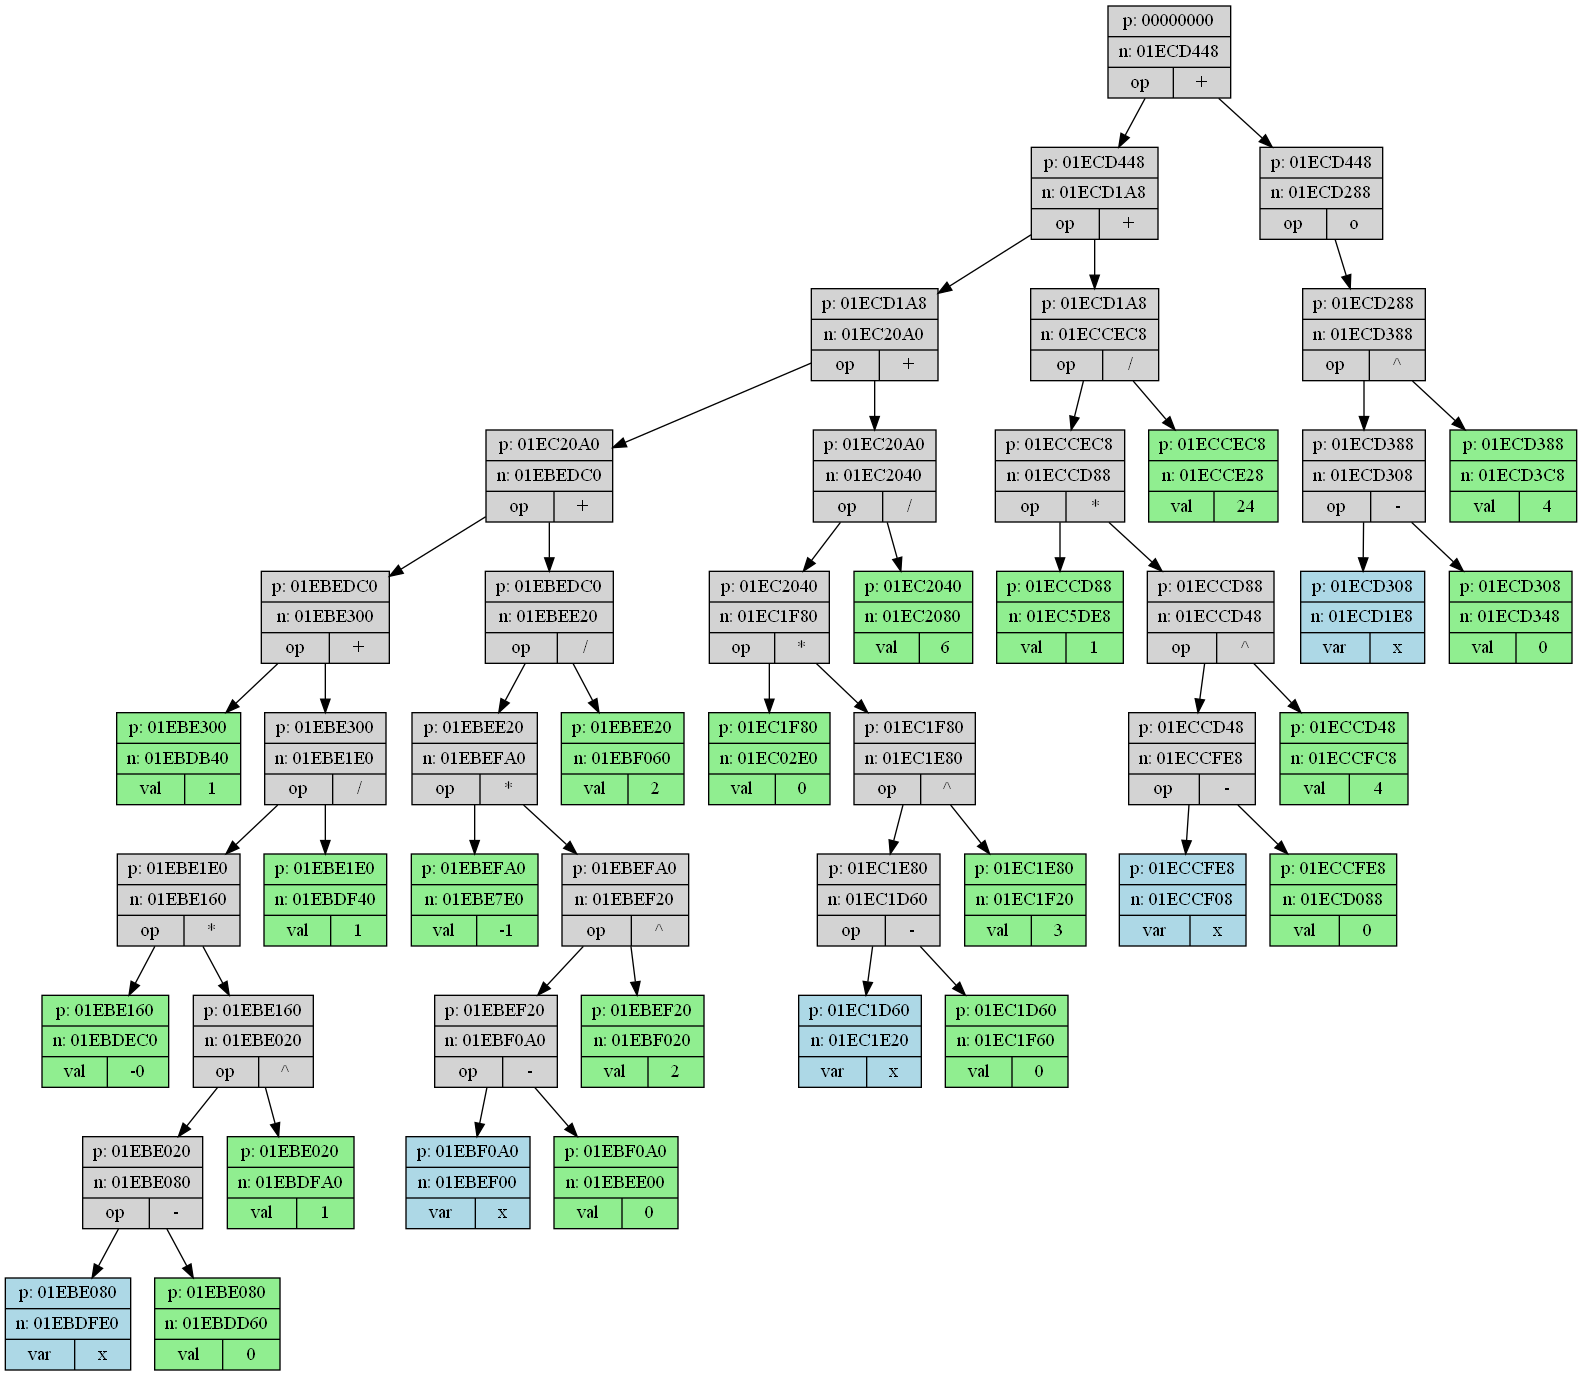 p: 00000000
n: 01ECD448
op +
p: 01ECD448
n: 01ECD1A8
op +
p: 01ECD448
n: 01ECD288
op o
p: 01ECD1A8
n: 01EC20A0
op +
p: 01ECD1A8
n: 01ECCEC8
op /
p: 01ECD288
n: 01ECD388
op ^
p: 01EC20A0
n: 01EBEDC0
op +
p: 01EC20A0
n: 01EC2040
op /
p: 01ECCEC8
n: 01ECCD88
op *
p: 01ECCEC8
n: 01ECCE28
val 24
p: 01ECD388
n: 01ECD308
op -
p: 01ECD388
n: 01ECD3C8
val 4
p: 01EBEDC0
n: 01EBE300
op +
p: 01EBEDC0
n: 01EBEE20
op /
p: 01EC2040
n: 01EC1F80
op *
p: 01EC2040
n: 01EC2080
val 6
p: 01ECCD88
n: 01EC5DE8
val 1
p: 01ECCD88
n: 01ECCD48
op ^
p: 01ECD308
n: 01ECD1E8
var x
p: 01ECD308
n: 01ECD348
val 0
p: 01EBE300
n: 01EBDB40
val 1
p: 01EBE300
n: 01EBE1E0
op /
p: 01EBEE20
n: 01EBEFA0
op *
p: 01EBEE20
n: 01EBF060
val 2
p: 01EC1F80
n: 01EC02E0
val 0
p: 01EC1F80
n: 01EC1E80
op ^
p: 01ECCD48
n: 01ECCFE8
op -
p: 01ECCD48
n: 01ECCFC8
val 4
p: 01EBE1E0
n: 01EBE160
op *
p: 01EBE1E0
n: 01EBDF40
val 1
p: 01EBEFA0
n: 01EBE7E0
val -1
p: 01EBEFA0
n: 01EBEF20
op ^
p: 01EC1E80
n: 01EC1D60
op -
p: 01EC1E80
n: 01EC1F20
val 3
p: 01ECCFE8
n: 01ECCF08
var x
p: 01ECCFE8
n: 01ECD088
val 0
p: 01EBE160
n: 01EBDEC0
val -0
p: 01EBE160
n: 01EBE020
op ^
p: 01EBEF20
n: 01EBF0A0
op -
p: 01EBEF20
n: 01EBF020
val 2
p: 01EC1D60
n: 01EC1E20
var x
p: 01EC1D60
n: 01EC1F60
val 0
p: 01EBE020
n: 01EBE080
op -
p: 01EBE020
n: 01EBDFA0
val 1
p: 01EBF0A0
n: 01EBEF00
var x
p: 01EBF0A0
n: 01EBEE00
val 0
p: 01EBE080
n: 01EBDFE0
var x
p: 01EBE080
n: 01EBDD60
val 0